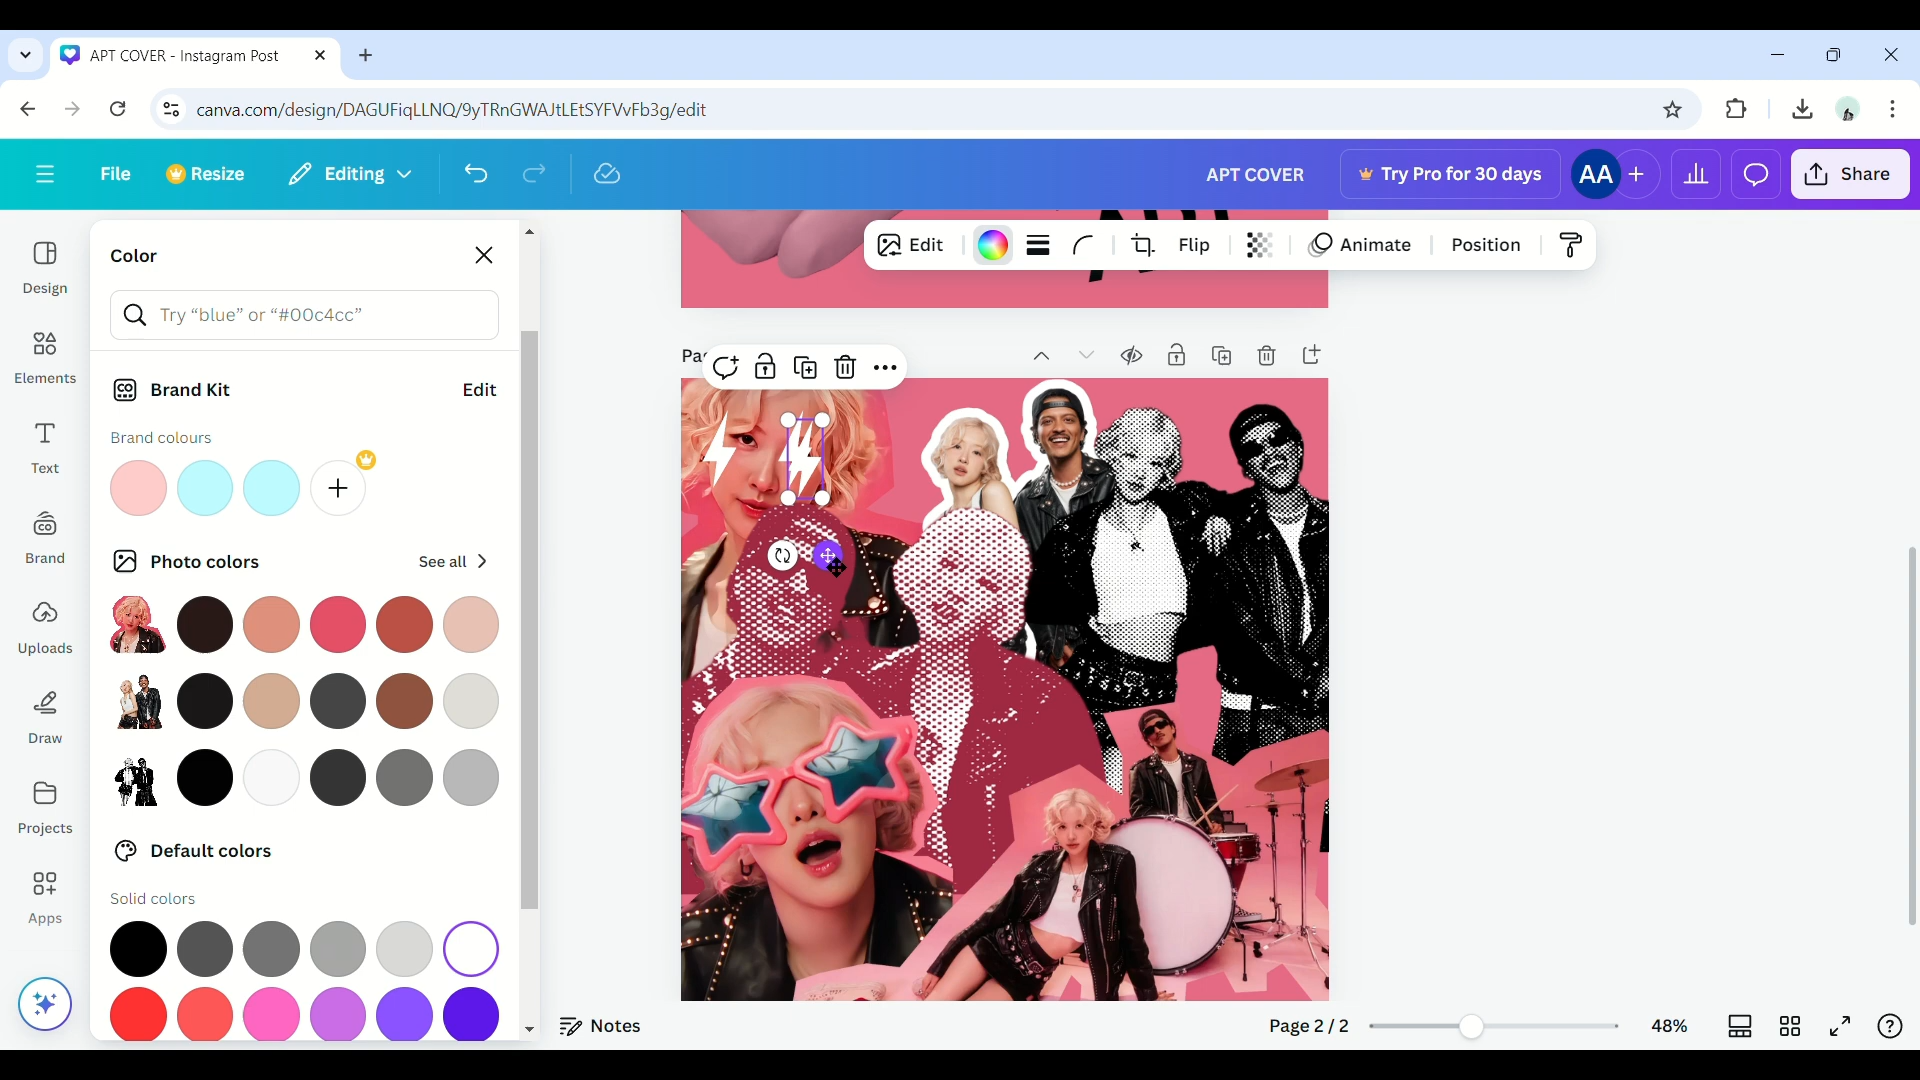 APT COVER - Instagram Post
canva.com/design/DAGUFiqLLNQ/9yTRnGWAJtLEtSYFVvFb3g/edit
File
Resize
Editing
APT COVER
Try Pro for 30 days
AA
Share
Design
Elements
Text
Brand
Uploads
Draw
Projects
Apps
Color
Try “blue” or “#00c4cc”
Brand Kit
Edit
Brand colours
Photo colors
See all
Default colors
Solid colors
Edit
Flip
Animate
Position
Notes
Page 2 / 2
48%